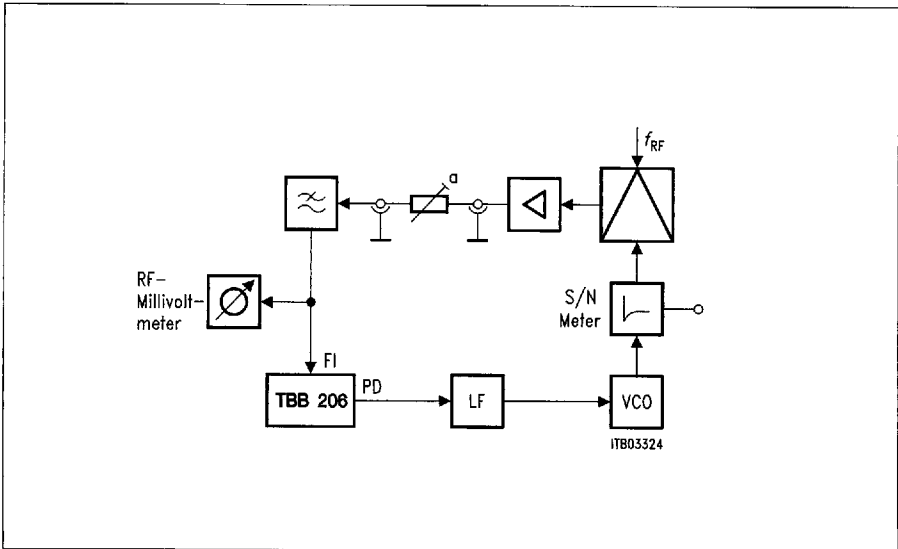 f_RF
a
RF-
Millivolt-
meter
S/N
Meter
FI
TBB 206
PD
LF
VCO
ITB03324